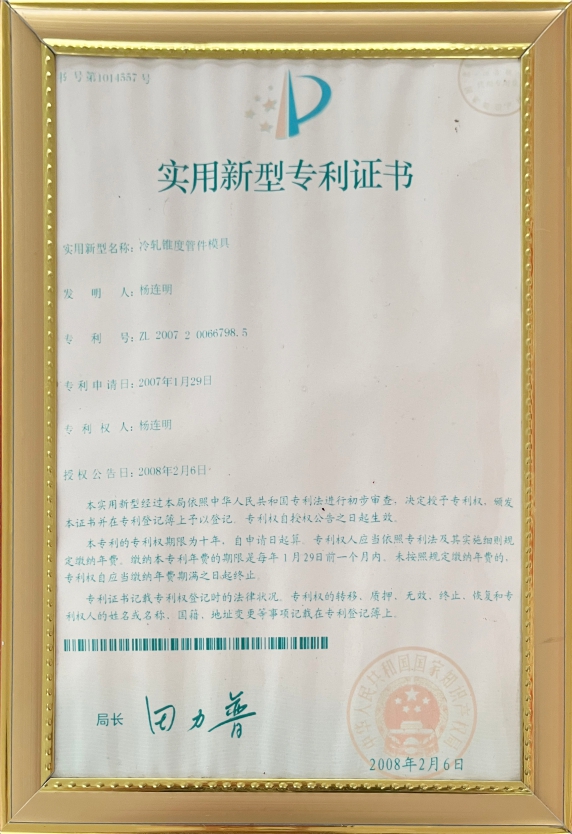 书号第1014557号
实用新型专利证书
实用新型名称：冷轧锥度管件模具
发 明 人：杨连明
专 利 号：ZL 2007 2 0066798.5
专利申请日：2007年1月29日
专 利 权 人：杨连明
授权公告日：2008年2月6日
本实用新型经过本局依照中华人民共和国专利法进行初步审查，决定授予专利权，颁发
本证书并在专利登记簿上予以登记。专利权自授权公告之日起生效。
本专利的专利权期限为十年，自申请日起算。专利权人应当依照专利法及其实施细则规
定缴纳年费。缴纳本专利年费的期限是每年1月29日前一个月内。未按照规定缴纳年费的，
专利权自应当缴纳年费期满之日起终止。
专利证书记载专利权登记时的法律状况。专利权的转移、质押、无效、终止、恢复和专
利权人的姓名或名称、国籍、地址变更等事项记载在专利登记簿上。
局长 田力普
中华人民共和国国家知识产权局
2008年2月6日